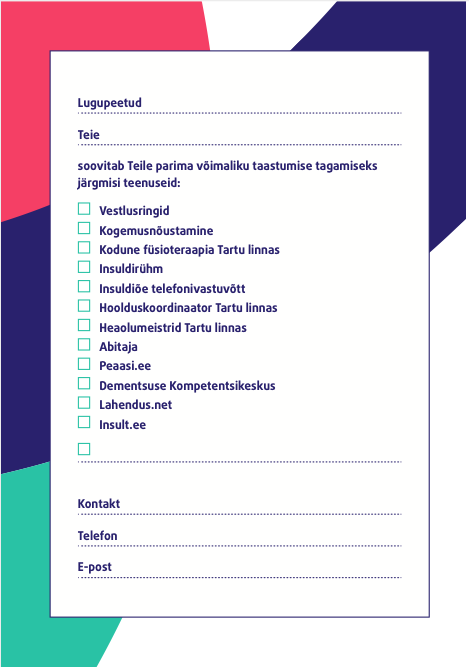 Lugupeetud
Teie
soovitab Teile parima võimaliku taastumise tagamiseks
järgmisi teenuseid:
Vestlusringid
Kogemusnõustamine
Kodune füsioteraapia Tartu linnas
Insuldirühm
Insuldiõe telefonivastuvõtt
Hoolduskoordinaator Tartu linnas
Heaolumeistrid Tartu linnas
Abitaja
Peaasi.ee
Dementsuse Kompetentsikeskus
Lahendus.net
Insult.ee
Kontakt
Telefon
E-post